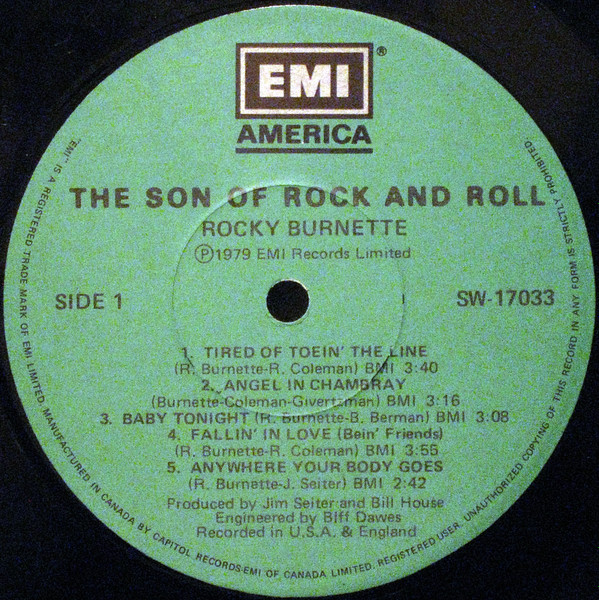 EMI ®
AMERICA
THE SON OF ROCK AND ROLL
ROCKY BURNETTE
Ⓟ1979 EMI Records Limited
SIDE 1
SW-17033
1. TIRED OF TOEIN' THE LINE
(R. Burnette-R. Coleman) BMI 3:40
2. ANGEL IN CHAMBRAY
(Burnette-Coleman-Givertzman) BMI 3:16
3. BABY TONIGHT (R. Burnette-B. Berman) BMI 3:08
4. FALLIN' IN LOVE (Bein' Friends)
(R. Burnette-R. Coleman) BMI 3:55
5. ANYWHERE YOUR BODY GOES
(R. Burnette-J. Seiter) BMI 2:42
Produced by Jim Seiter and Bill House
Engineered by Biff Dawes
Recorded in U.S.A. & England
"EMI" IS A REGISTERED TRADE MARK OF EMI LIMITED. MANUFACTURED IN CANADA BY CAPITOL RECORDS-EMI OF CANADA LIMITED. REGISTERED USER. UNAUTHORIZED COPYING OF THIS RECORD IN ANY FORM IS STRICTLY PROHIBITED.